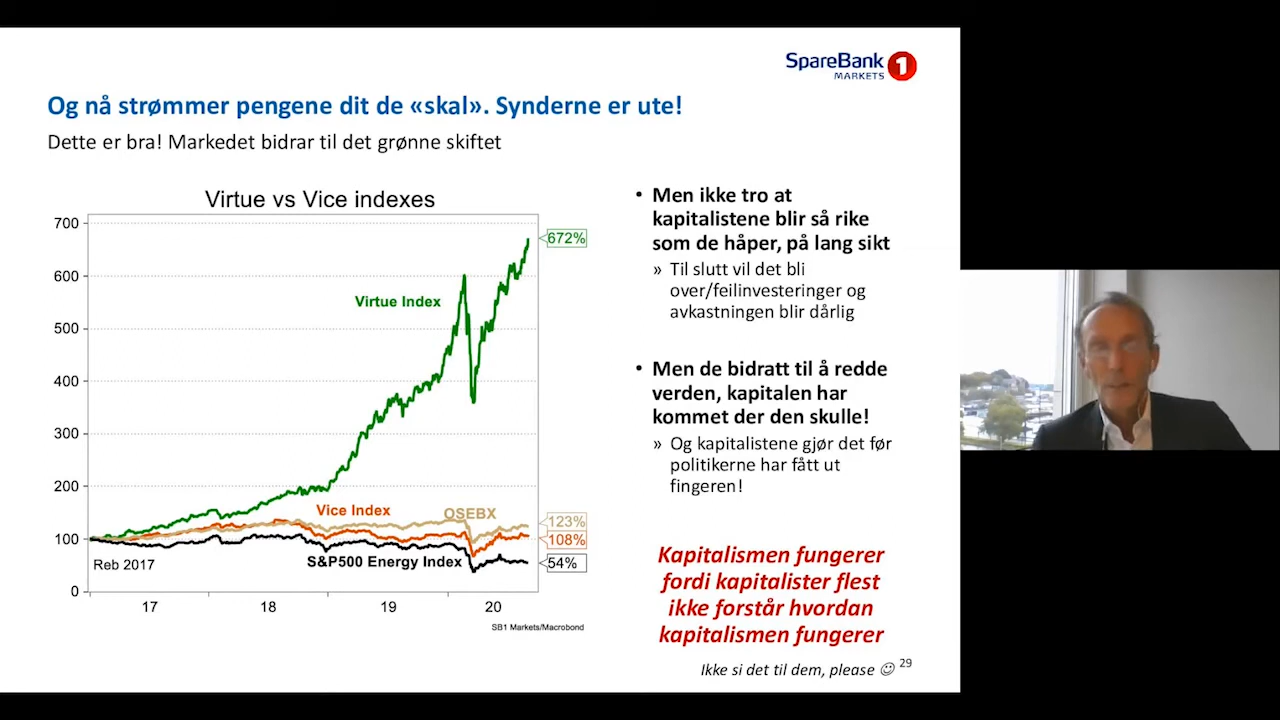 SpareBank 1
MARKETS
Og nå strømmer pengene dit de «skal». Synderne er ute!
Dette er bra! Markedet bidrar til det grønne skiftet
Virtue vs Vice indexes
700
600
500
400
300
200
100
0
Virtue Index
672%
Vice Index
OSEBX
123%
108%
S&P500 Energy Index
54%
Reb 2017
17 18 19 20
SB1 Markets/Macrobond
• Men ikke tro at
kapitalistene blir så rike
som de håper, på lang sikt
» Til slutt vil det bli
over/feilinvesteringer og
avkastningen blir dårlig
• Men de bidratt til å redde
verden, kapitalen har
kommet der den skulle!
» Og kapitalistene gjør det før
politikerne har fått ut
fingeren!
Kapitalismen fungerer
fordi kapitalister flest
ikke forstår hvordan
kapitalismen fungerer
Ikke si det til dem, please ☺ 29